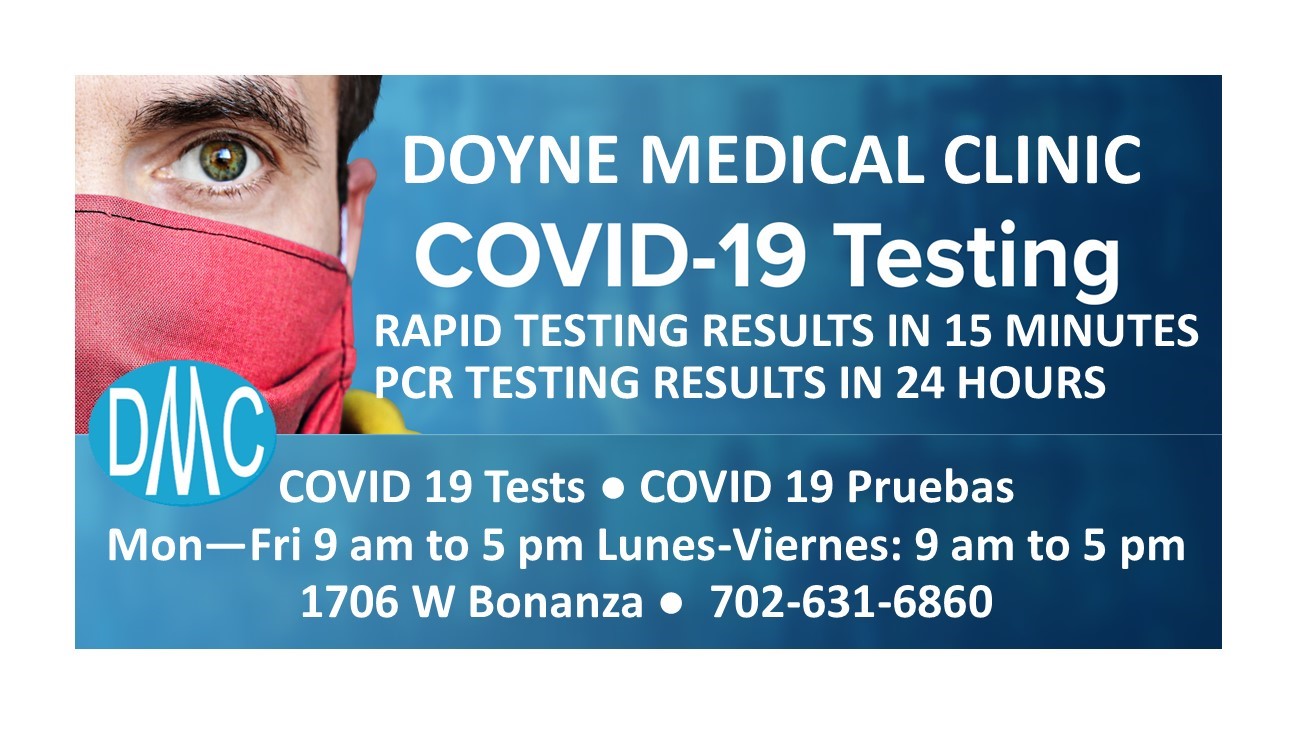 DOYNE MEDICAL CLINIC
COVID-19 Testing
RAPID TESTING RESULTS IN 15 MINUTES
PCR TESTING RESULTS IN 24 HOURS
DMC
COVID 19 Tests ● COVID 19 Pruebas
Mon—Fri 9 am to 5 pm Lunes-Viernes: 9 am to 5 pm
1706 W Bonanza ● 702-631-6860